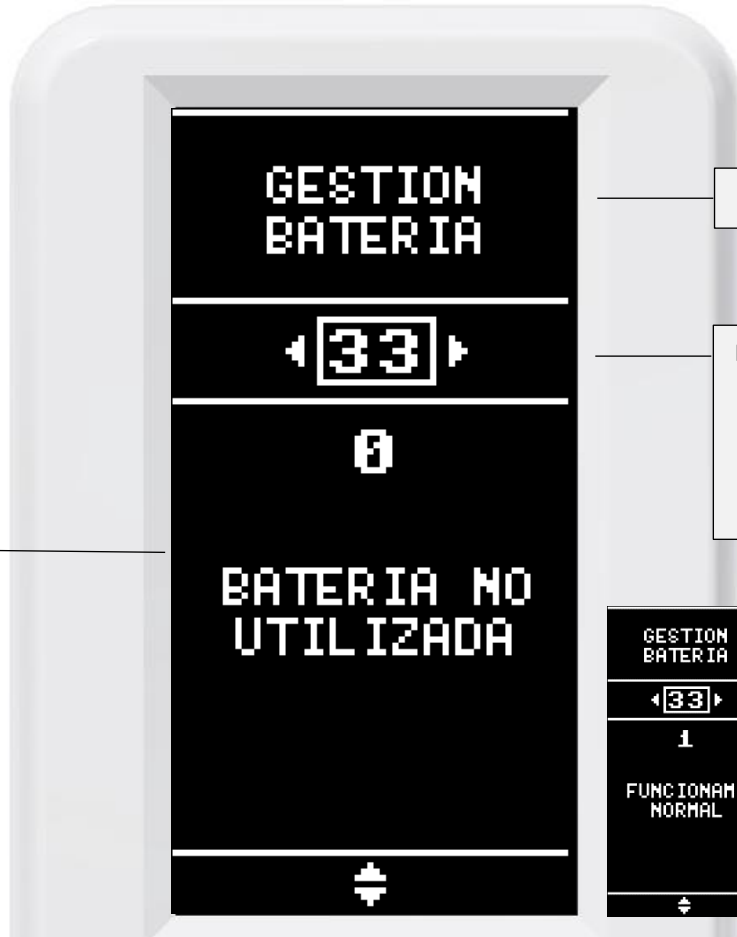 GESTION
BATERIA
33
0
BATERIA NO
UTILIZADA
GESTION
BATERIA
33
1
FUNCIONAM
NORMAL